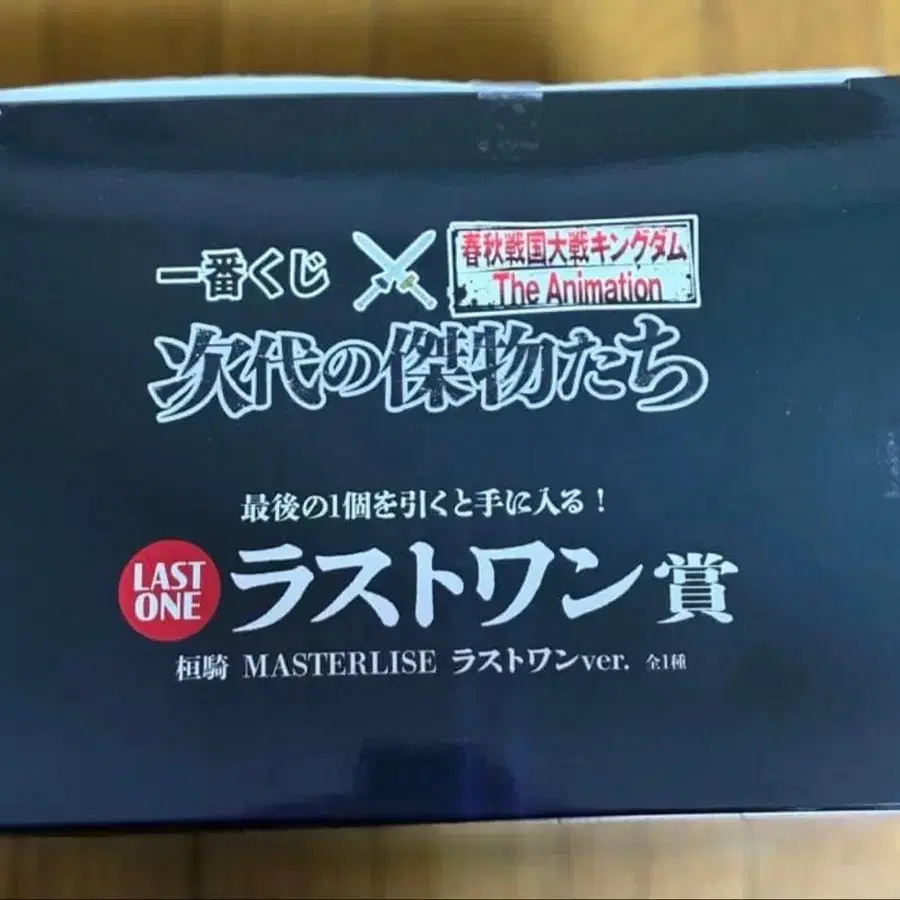 一番くじ
春秋戦国大戦キングダム
The Animation
次代の傑物たち
最後の1個を引くと手に入る！
LAST
ONE
ラストワン賞
桓騎 MASTERLISE ラストワンver. 全1種